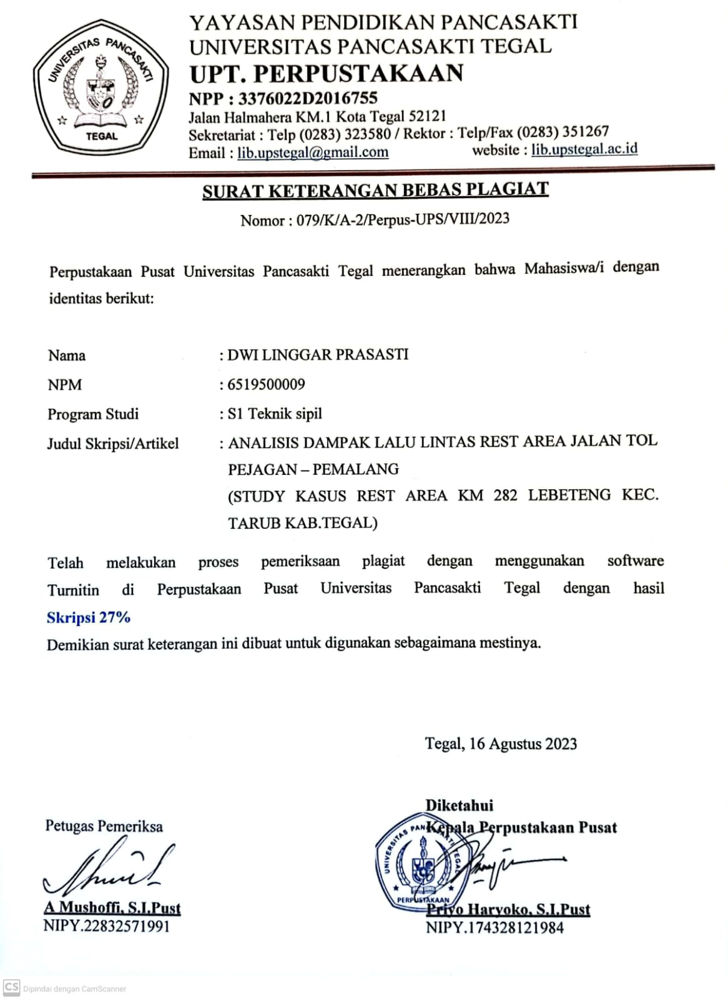 YAYASAN PENDIDIKAN PANCASAKTI
UNIVERSITAS PANCASAKTI TEGAL
UPT. PERPUSTAKAAN
NPP : 3376022D2016755
Jalan Halmahera KM.1 Kota Tegal 52121
Sekretariat : Telp (0283) 323580 / Rektor : Telp/Fax (0283) 351267
Email : lib.upstegal@gmail.com website : lib.upstegal.ac.id
UNIVERSITAS PANCASAKTI
TEGAL
SURAT KETERANGAN BEBAS PLAGIAT
Nomor : 079/K/A-2/Perpus-UPS/VIII/2023
Perpustakaan Pusat Universitas Pancasakti Tegal menerangkan bahwa Mahasiswa/i dengan
identitas berikut:
Nama : DWI LINGGAR PRASASTI
NPM : 6519500009
Program Studi : S1 Teknik sipil
Judul Skripsi/Artikel : ANALISIS DAMPAK LALU LINTAS REST AREA JALAN TOL
PEJAGAN – PEMALANG
(STUDY KASUS REST AREA KM 282 LEBETENG KEC.
TARUB KAB.TEGAL)
Telah melakukan proses pemeriksaan plagiat dengan menggunakan software
Turnitin di Perpustakaan Pusat Universitas Pancasakti Tegal dengan hasil
Skripsi 27%
Demikian surat keterangan ini dibuat untuk digunakan sebagaimana mestinya.
Tegal, 16 Agustus 2023
Diketahui
Petugas Pemeriksa Kepala Perpustakaan Pusat
UNIVERSITAS PANCASAKTI TEGAL
PERPUSTAKAAN
A Mushoffi, S.I.Pust Priyo Haryoko, S.I.Pust
NIPY.22832571991 NIPY.174328121984
CS Dipindai dengan CamScanner